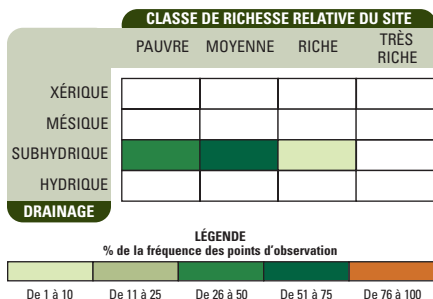 CLASSE DE RICHESSE RELATIVE DU SITE
PAUVRE MOYENNE RICHE TRÈS RICHE
XÉRIQUE
MÉSIQUE
SUBHYDRIQUE
HYDRIQUE
DRAINAGE
LÉGENDE
% de la fréquence des points d'observation
De 1 à 10 De 11 à 25 De 26 à 50 De 51 à 75 De 76 à 100